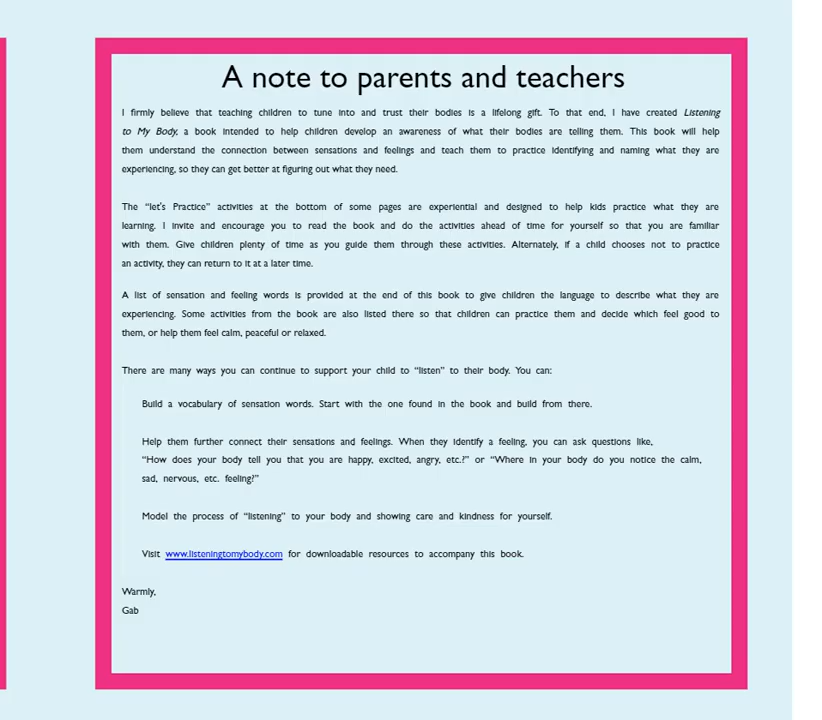 A note to parents and teachers
I firmly believe that teaching children to tune into and trust their bodies is a lifelong gift. To that end, I have created Listening
to My Body, a book intended to help children develop an awareness of what their bodies are telling them. This book will help
them understand the connection between sensations and feelings and teach them to practice identifying and naming what they are
experiencing, so they can get better at figuring out what they need.
The “let’s Practice” activities at the bottom of some pages are experiential and designed to help kids practice what they are
learning. I invite and encourage you to read the book and do the activities ahead of time for yourself so that you are familiar
with them. Give children plenty of time as you guide them through these activities. Alternately, if a child chooses not to practice
an activity, they can return to it at a later time.
A list of sensation and feeling words is provided at the end of this book to give children the language to describe what they are
experiencing. Some activities from the book are also listed there so that children can practice them and decide which feel good to
them, or help them feel calm, peaceful or relaxed.
There are many ways you can continue to support your child to “listen” to their body. You can:
Build a vocabulary of sensation words. Start with the one found in the book and build from there.
Help them further connect their sensations and feelings. When they identify a feeling, you can ask questions like,
“How does your body tell you that you are happy, excited, angry, etc.?” or “Where in your body do you notice the calm,
sad, nervous, etc. feeling?”
Model the process of “listening” to your body and showing care and kindness for yourself.
Visit www.listeningtomybody.com for downloadable resources to accompany this book.
Warmly,
Gab